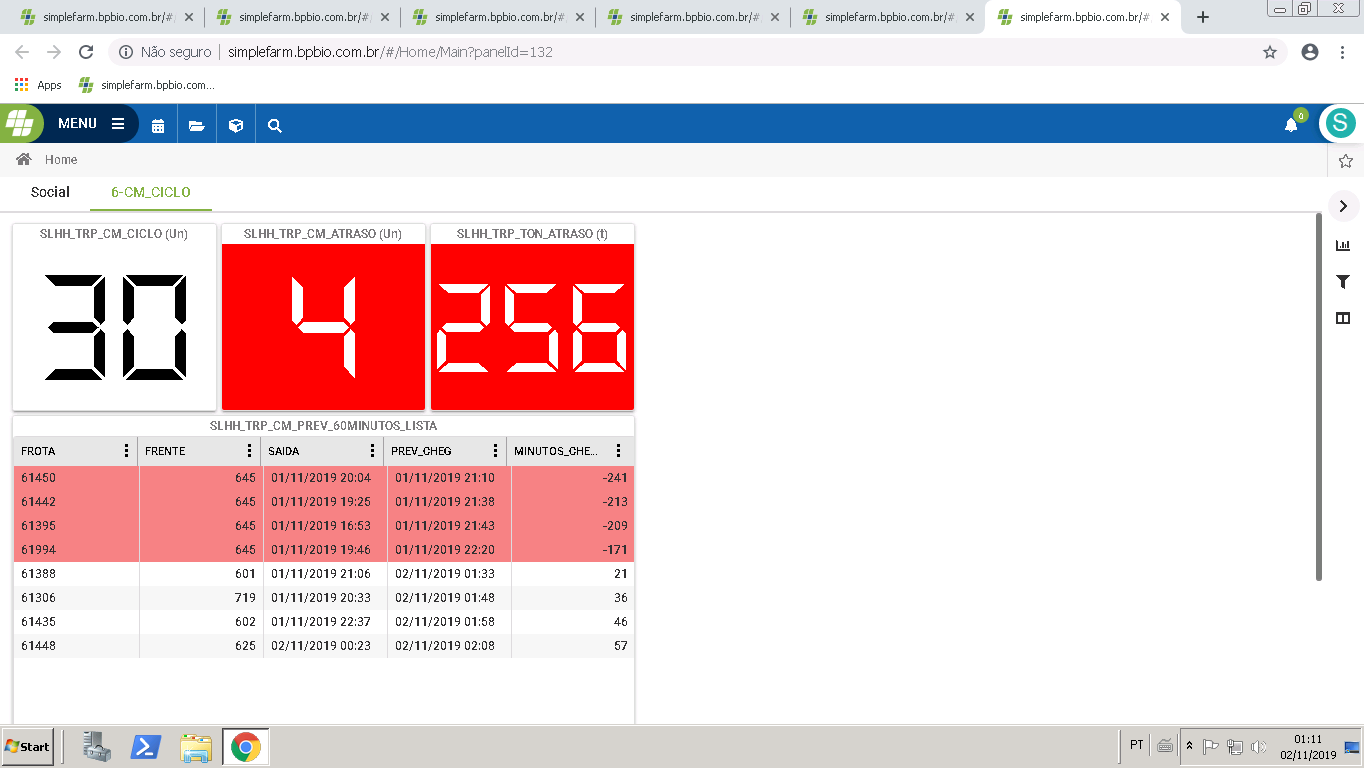 simplefarm.bpbio.com.br/# simplefarm.bpbio.com.br/# simplefarm.bpbio.com.br/# simplefarm.bpbio.com.br/# simplefarm.bpbio.com.br/# simplefarm.bpbio.com.br/#
Não seguro | simplefarm.bpbio.com.br/#/Home/Main?panelId=132
Apps simplefarm.bpbio.com...
MENU 0 S
Home
Social 6-CM_CICLO
SLHH_TRP_CM_CICLO (Un) SLHH_TRP_CM_ATRASO (Un) SLHH_TRP_TON_ATRASO (t)
30 4 256
SLHH_TRP_CM_PREV_60MINUTOS_LISTA
FROTA FRENTE SAIDA PREV_CHEG MINUTOS_CHE...
61450 645 01/11/2019 20:04 01/11/2019 21:10 -241
61442 645 01/11/2019 19:25 01/11/2019 21:38 -213
61395 645 01/11/2019 16:53 01/11/2019 21:43 -209
61994 645 01/11/2019 19:46 01/11/2019 22:20 -171
61388 601 01/11/2019 21:06 02/11/2019 01:33 21
61306 719 01/11/2019 20:33 02/11/2019 01:48 36
61435 602 01/11/2019 22:37 02/11/2019 01:58 46
61448 625 02/11/2019 00:23 02/11/2019 02:08 57
Start PT 01:11
02/11/2019